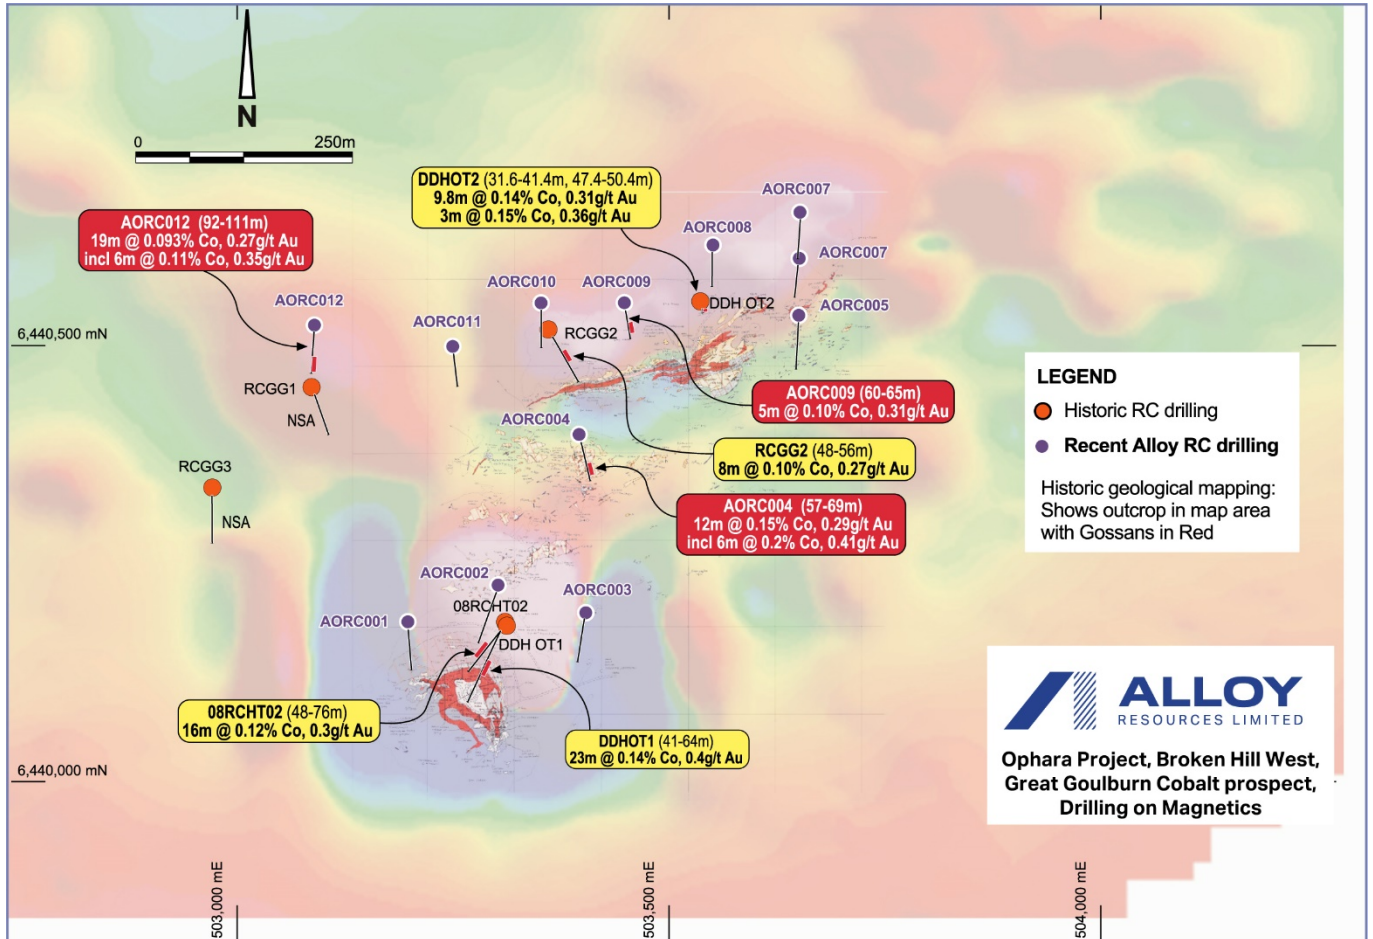 N
0 250m
DDHOT2 (31.6-41.4m, 47.4-50.4m)
9.8m @ 0.14% Co, 0.31g/t Au
3m @ 0.15% Co, 0.36g/t Au
AORC012 (92-111m)
19m @ 0.093% Co, 0.27g/t Au
incl 6m @ 0.11% Co, 0.35g/t Au
AORC007
AORC008
AORC007
AORC010
AORC009
AORC012
DDH OT2
AORC005
AORC011
RCGG2
6,440,500 mN
RCGG1
NSA
LEGEND
Historic RC drilling
Recent Alloy RC drilling
Historic geological mapping:
Shows outcrop in map area
with Gossans in Red
AORC009 (60-65m)
5m @ 0.10% Co, 0.31g/t Au
AORC004
RCGG2 (48-56m)
8m @ 0.10% Co, 0.27g/t Au
RCGG3
NSA
AORC004 (57-69m)
12m @ 0.15% Co, 0.29g/t Au
incl 6m @ 0.2% Co, 0.41g/t Au
AORC002
AORC003
08RCHT02
AORC001
DDH OT1
08RCHT02 (48-76m)
16m @ 0.12% Co, 0.3g/t Au
DDHOT1 (41-64m)
23m @ 0.14% Co, 0.4g/t Au
6,440,000 mN
ALLOY
RESOURCES LIMITED
Ophara Project, Broken Hill West,
Great Goulburn Cobalt prospect,
Drilling on Magnetics
503,000 mE
503,500 mE
504,000 mE